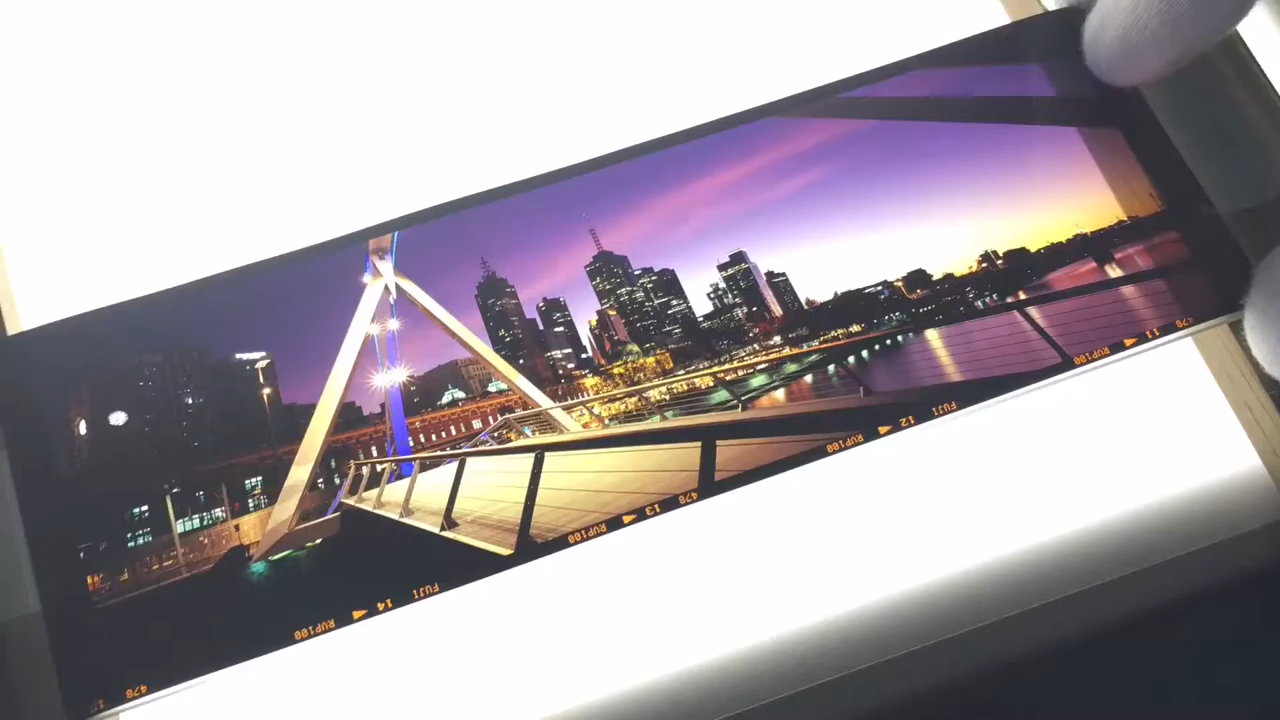 478
RVP100 ▶ 14 FUJI
RVP100 ▶ 13 478
RVP100 ▶ 12 FUJI
RVP100 ▶ 11 478